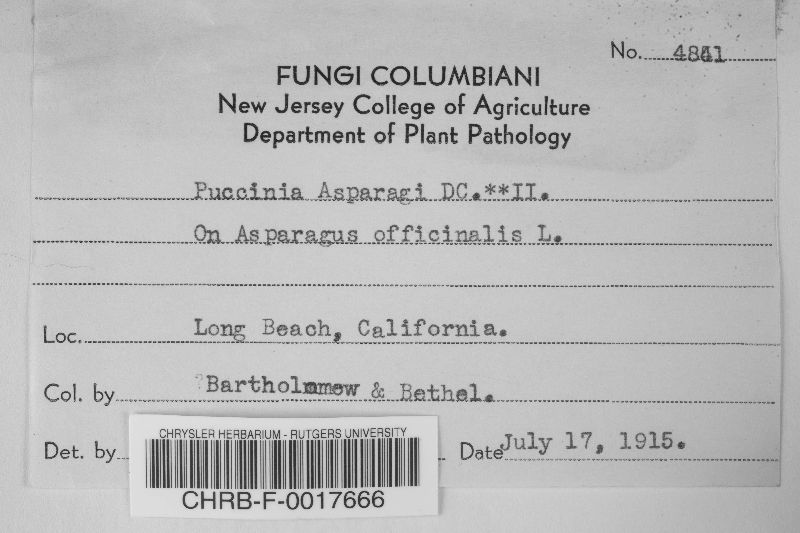 No.
FUNGI COLUMBIANI
New Jersey College of Agriculture
Department of Plant Pathology
Puccinia Asparagi DC.**II.
On Asparagus officinalis L.
Loc. Long Beach, California.
Col. by Bartholomew & Bethel.
Det. by
Date July 17, 1915.
CHRYSLER HERBARIUM - RUTGERS UNIVERSITY
CHRB-F-0017666